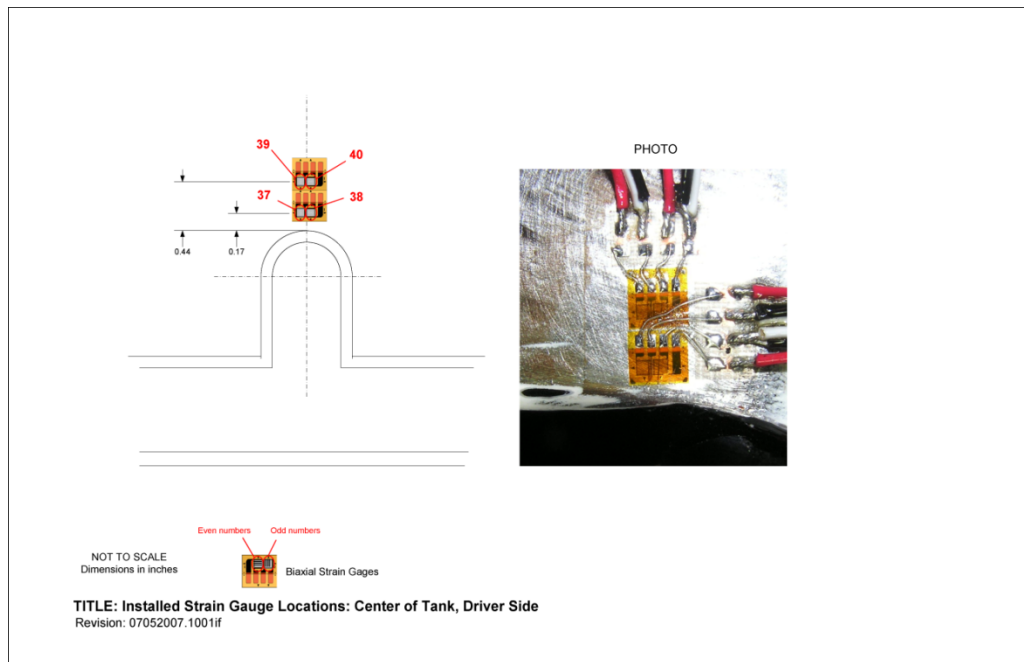 39
40
PHOTO
37
38
0.44
0.17
Even numbers
Odd numbers
NOT TO SCALE
Dimensions in inches
Biaxial Strain Gages
TITLE: Installed Strain Gauge Locations: Center of Tank, Driver Side
Revision: 07052007.1001if